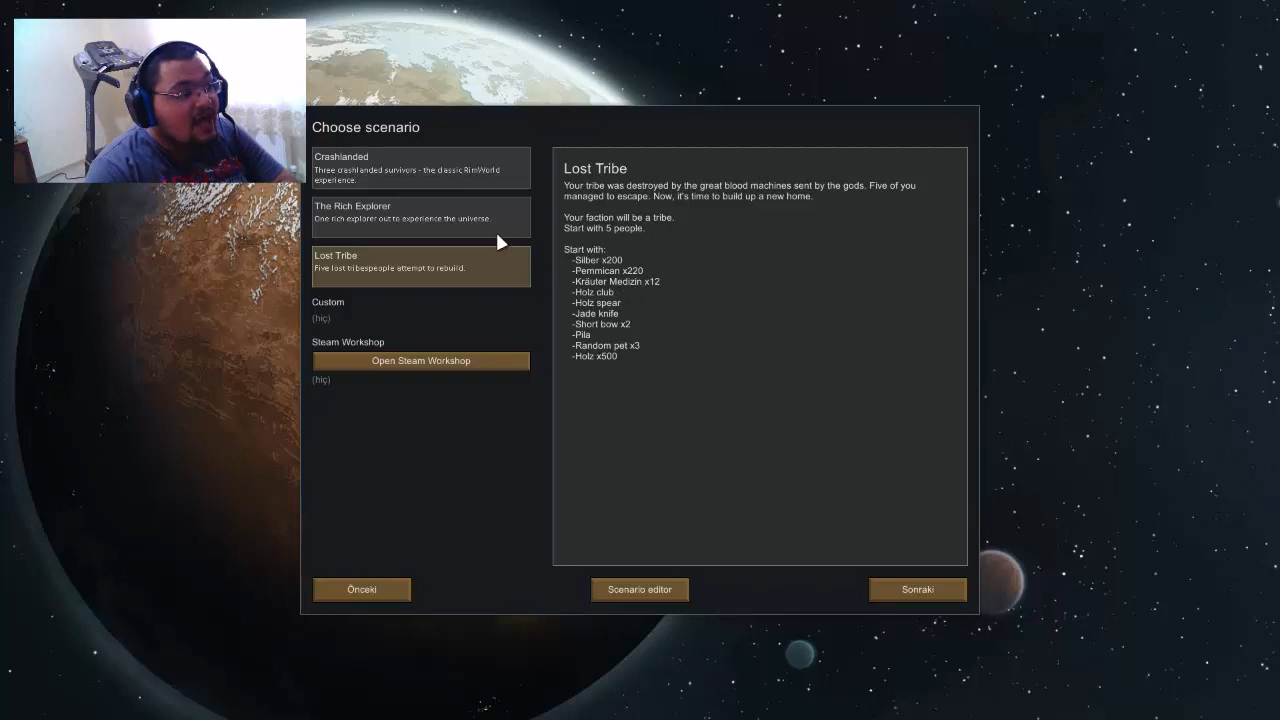 Choose scenario
Crashlanded
Three crashlanded survivors - the classic RimWorld
experience.
The Rich Explorer
One rich explorer out to experience the universe.
Lost Tribe
Five lost tribespeople attempt to rebuild.
Custom
(hiç)
Steam Workshop
Open Steam Workshop
(hiç)
Lost Tribe
Your tribe was destroyed by the great blood machines sent by the gods. Five of you
managed to escape. Now, it's time to build up a new home.
Your faction will be a tribe.
Start with 5 people.
Start with:
-Silber x200
-Pemmican x220
-Kräuter Medizin x12
-Holz club
-Holz spear
-Jade knife
-Short bow x2
-Pila
-Random pet x3
-Holz x500
Önceki
Scenario editor
Sonraki